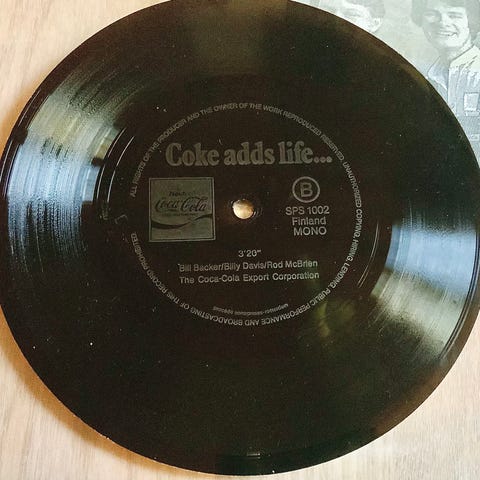 ALL RIGHTS OF THE PRODUCER AND THE OWNER OF THE WORK REPRODUCED RESERVED. UNAUTHORISED COPYING, HIRING, LENDING, PUBLIC PERFORMANCE AND BROADCASTING OF THIS RECORD PROHIBITED
Coke adds life...
Coca-Cola
B
SPS 1002
Finland
MONO
3'20"
Bill Backer/Billy Davis/Rod McBrien
The Coca-Cola Export Corporation